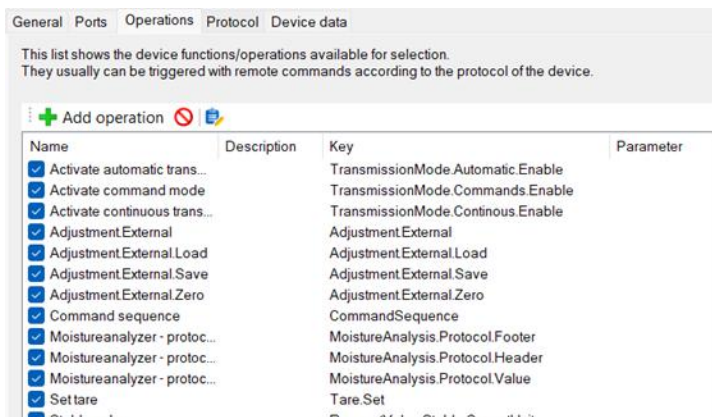 General Ports Operations Protocol Device data
This list shows the device functions/operations available for selection.
They usually can be triggered with remote commands according to the protocol of the device.
Add operation
Name Description Key Parameter
Activate automatic trans... TransmissionMode.Automatic.Enable
Activate command mode TransmissionMode.Commands.Enable
Activate continuous trans... TransmissionMode.Continous.Enable
Adjustment.External Adjustment.External
Adjustment.External.Load Adjustment.External.Load
Adjustment.External.Save Adjustment.External.Save
Adjustment.External.Zero Adjustment.External.Zero
Command sequence CommandSequence
Moistureanalyzer - protoc... MoistureAnalysis.Protocol.Footer
Moistureanalyzer - protoc... MoistureAnalysis.Protocol.Header
Moistureanalyzer - protoc... MoistureAnalysis.Protocol.Value
Set tare Tare.Set